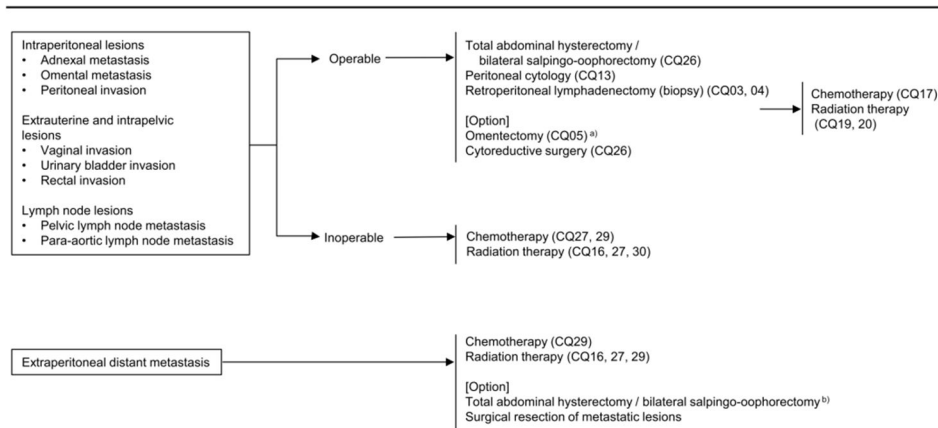 Intraperitoneal lesions
• Adnexal metastasis
• Omental metastasis
• Peritoneal invasion
Extrauterine and intrapelvic
lesions
• Vaginal invasion
• Urinary bladder invasion
• Rectal invasion
Lymph node lesions
• Pelvic lymph node metastasis
• Para-aortic lymph node metastasis
Operable
Total abdominal hysterectomy /
bilateral salpingo-oophorectomy (CQ26)
Peritoneal cytology (CQ13)
Retroperitoneal lymphadenectomy (biopsy) (CQ03, 04)
[Option]
Omentectomy (CQ05) a)
Cytoreductive surgery (CQ26)
Chemotherapy (CQ17)
Radiation therapy
(CQ19, 20)
Inoperable
Chemotherapy (CQ27, 29)
Radiation therapy (CQ16, 27, 30)
Extraperitoneal distant metastasis
Chemotherapy (CQ29)
Radiation therapy (CQ16, 27, 29)
[Option]
Total abdominal hysterectomy / bilateral salpingo-oophorectomy b)
Surgical resection of metastatic lesions